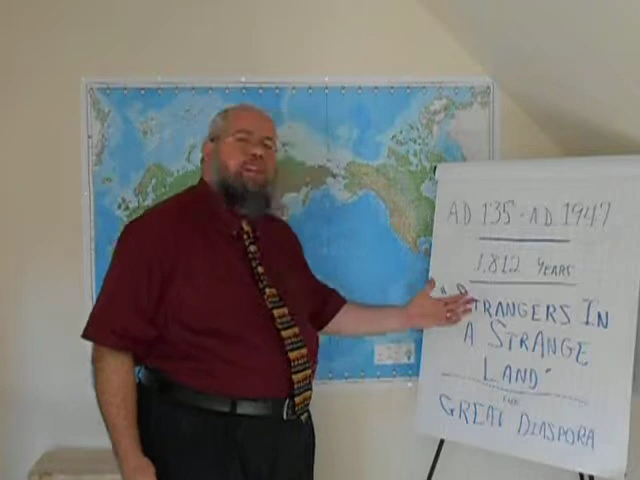 AD 135 - AD 1947
1,812 YEARS
"STRANGERS IN
A STRANGE
LAND"
THE
GREAT DIASPORA